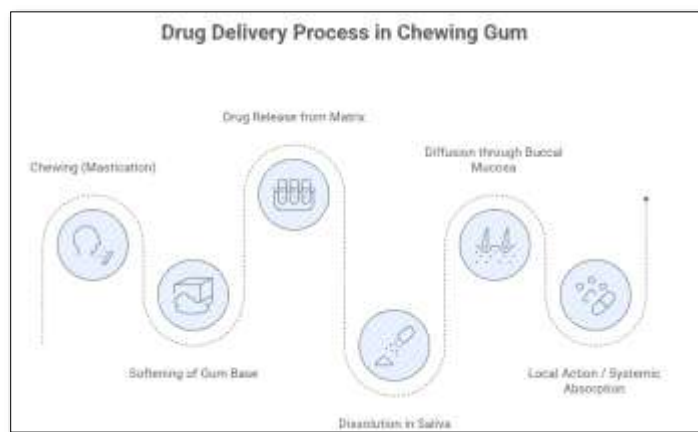 Drug Delivery Process in Chewing Gum
Drug Release from Matrix
Chewing (Mastication)
Diffusion through Buccal
Mucosa
Softening of Gum Base
Local Action / Systemic
Absorption
Dissolution in Saliva